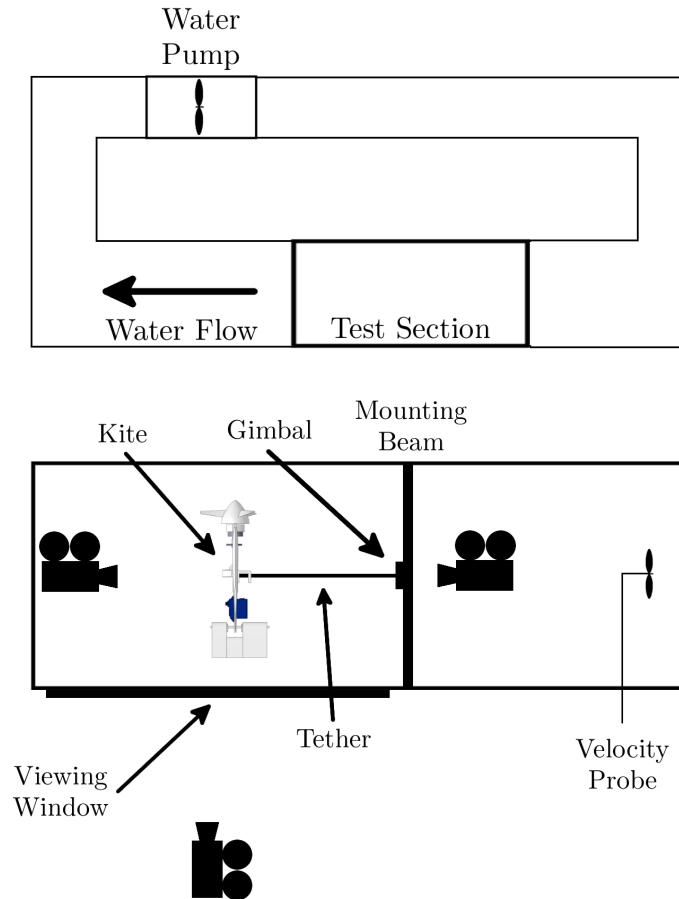 Water
Pump
Water Flow
Test Section
Mounting
Beam
Gimbal
Kite
Tether
Viewing
Window
Velocity
Probe